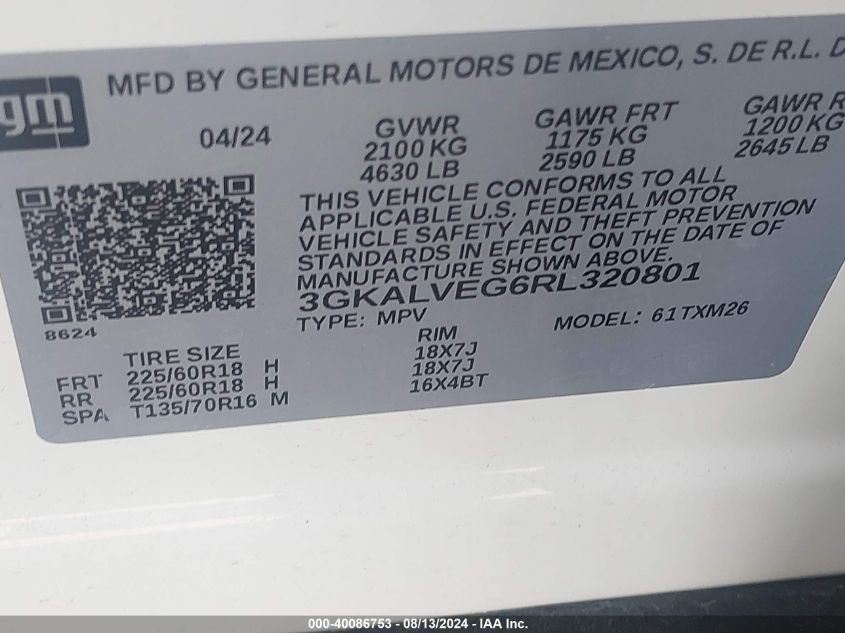 gm
MFD BY GENERAL MOTORS DE MEXICO, S. DE R.L. D
04/24
GVWR
2100 KG
4630 LB
GAWR FRT
1175 KG
2590 LB
GAWR R
1200 KG
2645 LB
THIS VEHICLE CONFORMS TO ALL
APPLICABLE U.S. FEDERAL MOTOR
VEHICLE SAFETY AND THEFT PREVENTION
STANDARDS IN EFFECT ON THE DATE OF
MANUFACTURE SHOWN ABOVE.
3GKALVEG6RL320801
TYPE: MPV
MODEL: 61TXM26
8624
TIRE SIZE
RIM
FRT 225/60R18 H 18X7J
RR 225/60R18 H 18X7J
SPA T135/70R16 M 16X4BT
000-40086753 - 08/13/2024 - IAA Inc.